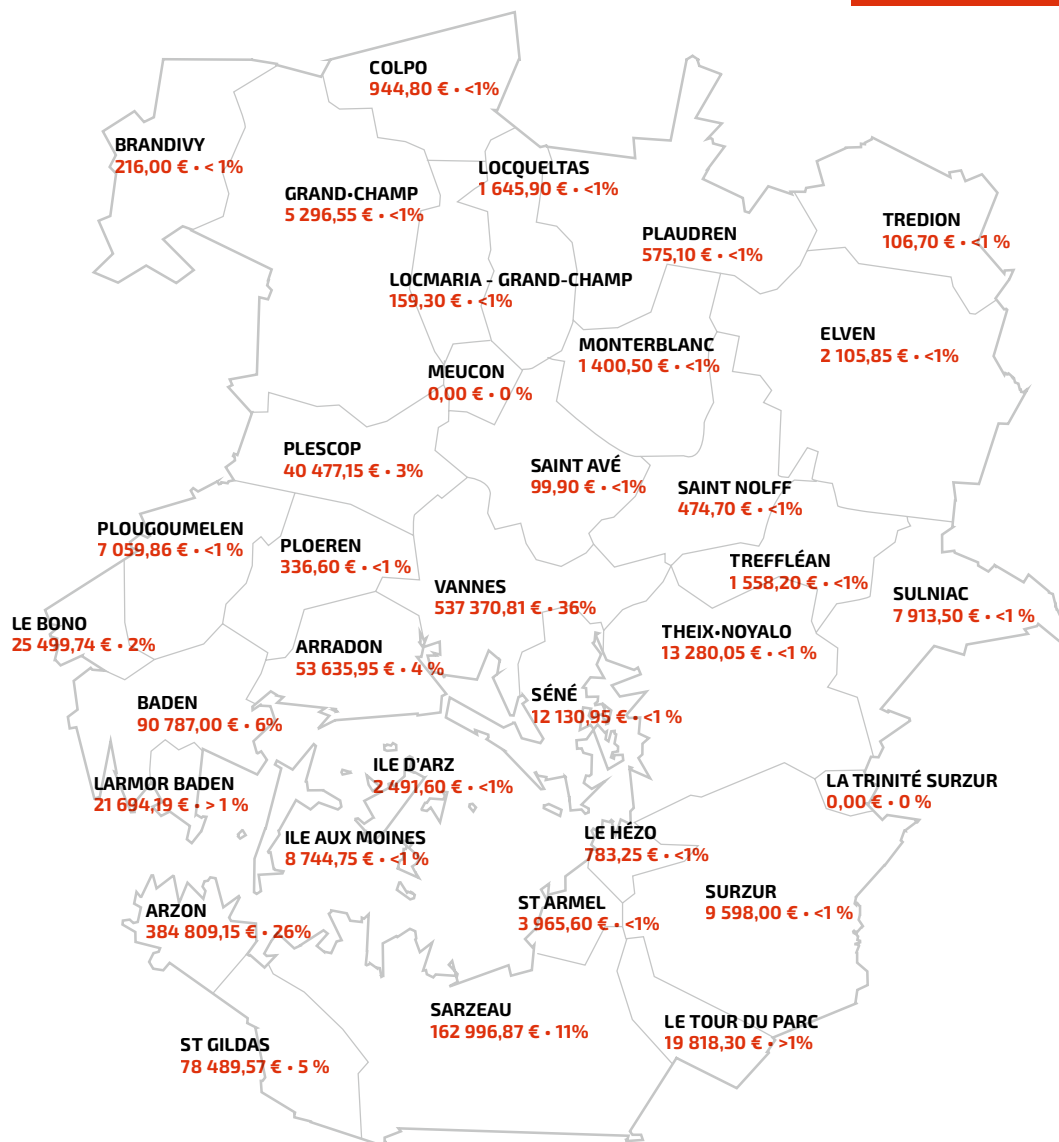 COLPO
944,80 € • <1%
BRANDIVY
216,00 € • < 1%
LOCQUELTAS
1 645,90 € • <1%
GRAND•CHAMP
5 296,55 € • <1%
PLAUDREN
575,10 € • <1%
TREDION
106,70 € • <1 %
LOCMARIA - GRAND-CHAMP
159,30 € • <1%
ELVEN
2 105,85 € • <1%
MONTERBLANC
1 400,50 € • <1%
MEUCON
0,00 € • 0 %
PLESCOP
40 477,15 € • 3%
SAINT AVÉ
99,90 € • <1%
SAINT NOLFF
474,70 € • <1%
PLOUGOUMELEN
7 059,86 € • <1 %
PLOEREN
336,60 € • <1 %
TREFFLÉAN
1 558,20 € • <1%
VANNES
537 370,81 € • 36%
SULNIAC
7 913,50 € • <1 %
LE BONO
25 499,74 € • 2%
THEIX•NOYALO
13 280,05 € • <1 %
ARRADON
53 635,95 € • 4 %
SÉNÉ
12 130,95 € • <1 %
BADEN
90 787,00 € • 6%
ILE D'ARZ
2 491,60 € • <1%
LARMOR BADEN
21 694,19 € • > 1 %
LA TRINITÉ SURZUR
0,00 € • 0 %
ILE AUX MOINES
8 744,75 € • <1 %
LE HÉZO
783,25 € • <1%
SURZUR
9 598,00 € • <1 %
ST ARMEL
3 965,60 € • <1%
ARZON
384 809,15 € • 26%
SARZEAU
162 996,87 € • 11%
LE TOUR DU PARC
19 818,30 € • >1%
ST GILDAS
78 489,57 € • 5 %